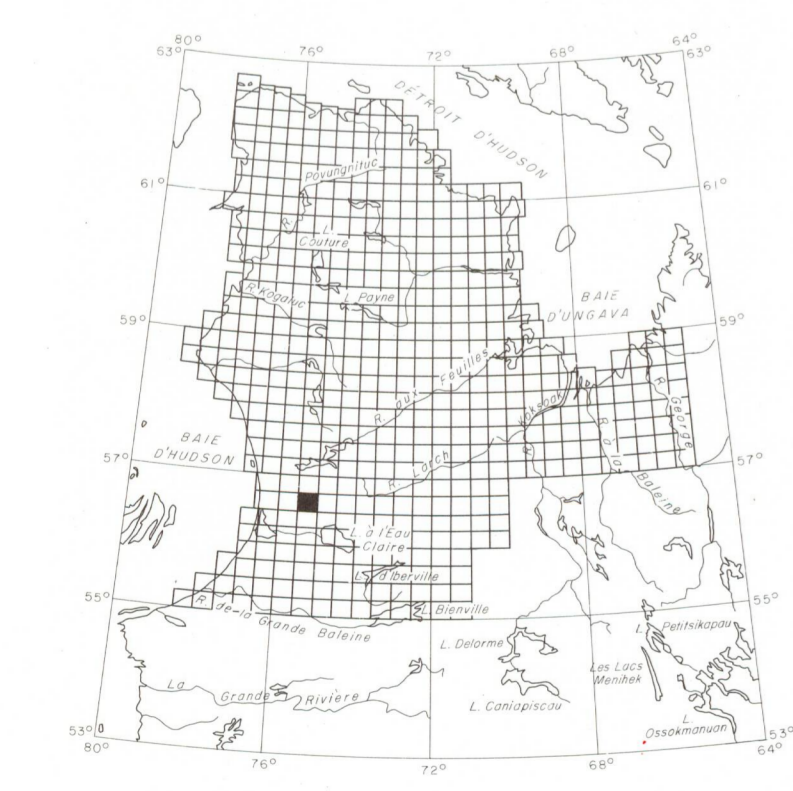 80°
76°
72°
68°
64°
63°
63°
DÉTROIT D'HUDSON
Povungnituc
R.
61°
61°
L.
Couture
R. Kogaluc
L. Payne
BAIE
D'UNGAVA
59°
59°
R. aux Feuilles
Koksoak
R.
R. George
R. à la Baleine
BAIE
D'HUDSON
57°
57°
R. Larch
L. à l'Eau
Claire
L. d'Iberville
55°
55°
R. de-la Grande Baleine
L. Bienville
L. Delorme
L. Petitsikapau
Les Lacs
Menihek
La Grande Rivière
L. Caniapiscau
L.
Ossokmanuan
53°
53°
80°
76°
72°
68°
64°